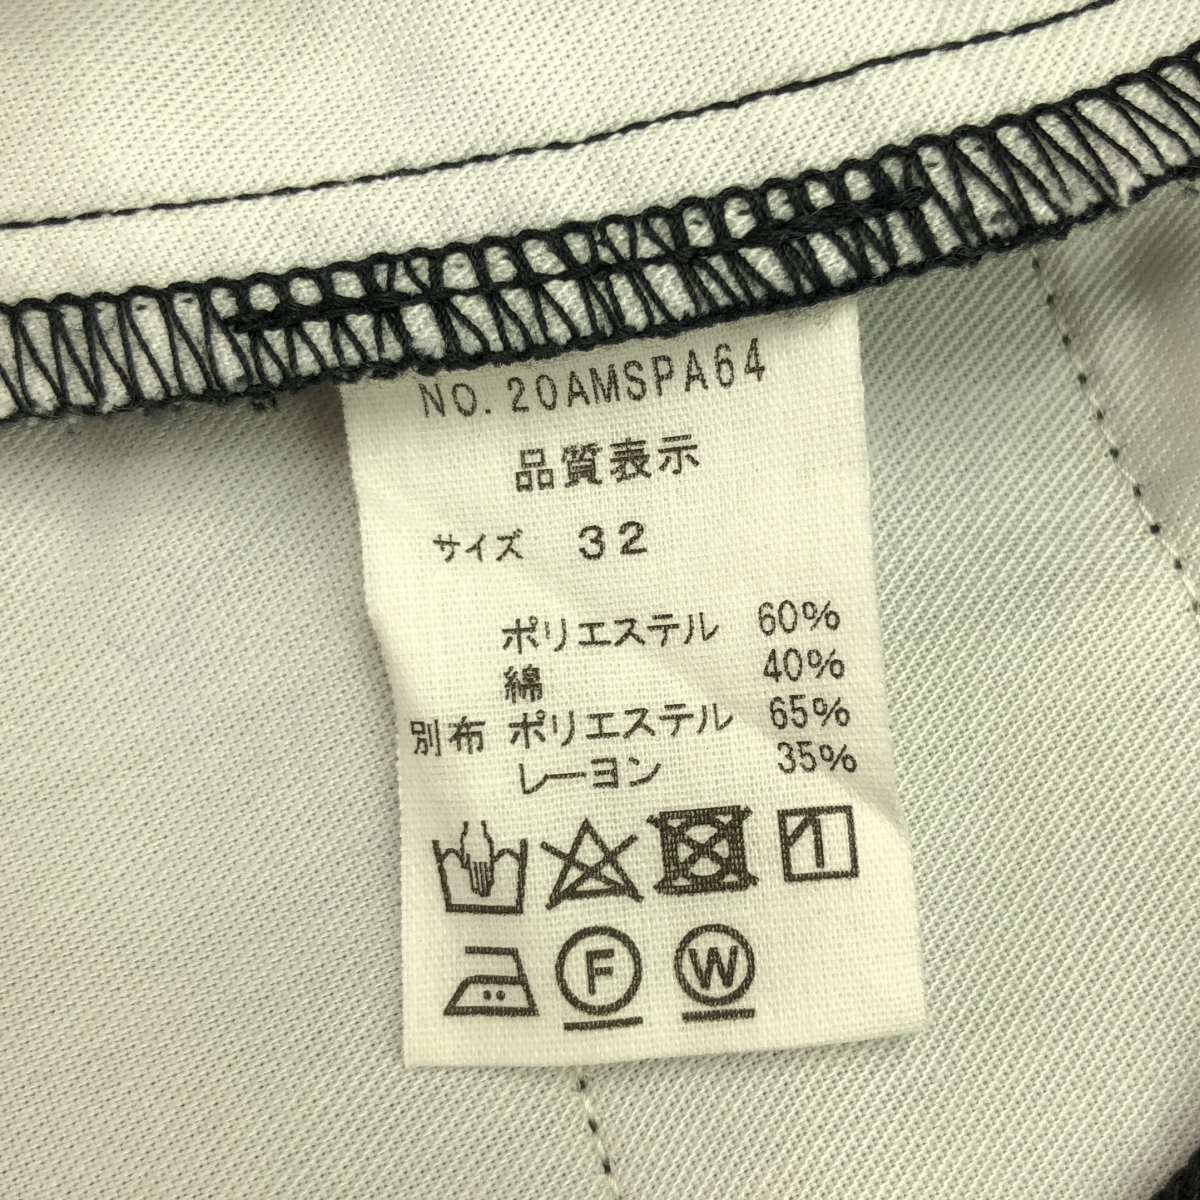 NO.20AMSPA64
品質表示
サイズ 32
ポリエステル 60%
綿 40%
別布 ポリエステル 65%
レーヨン 35%
F W